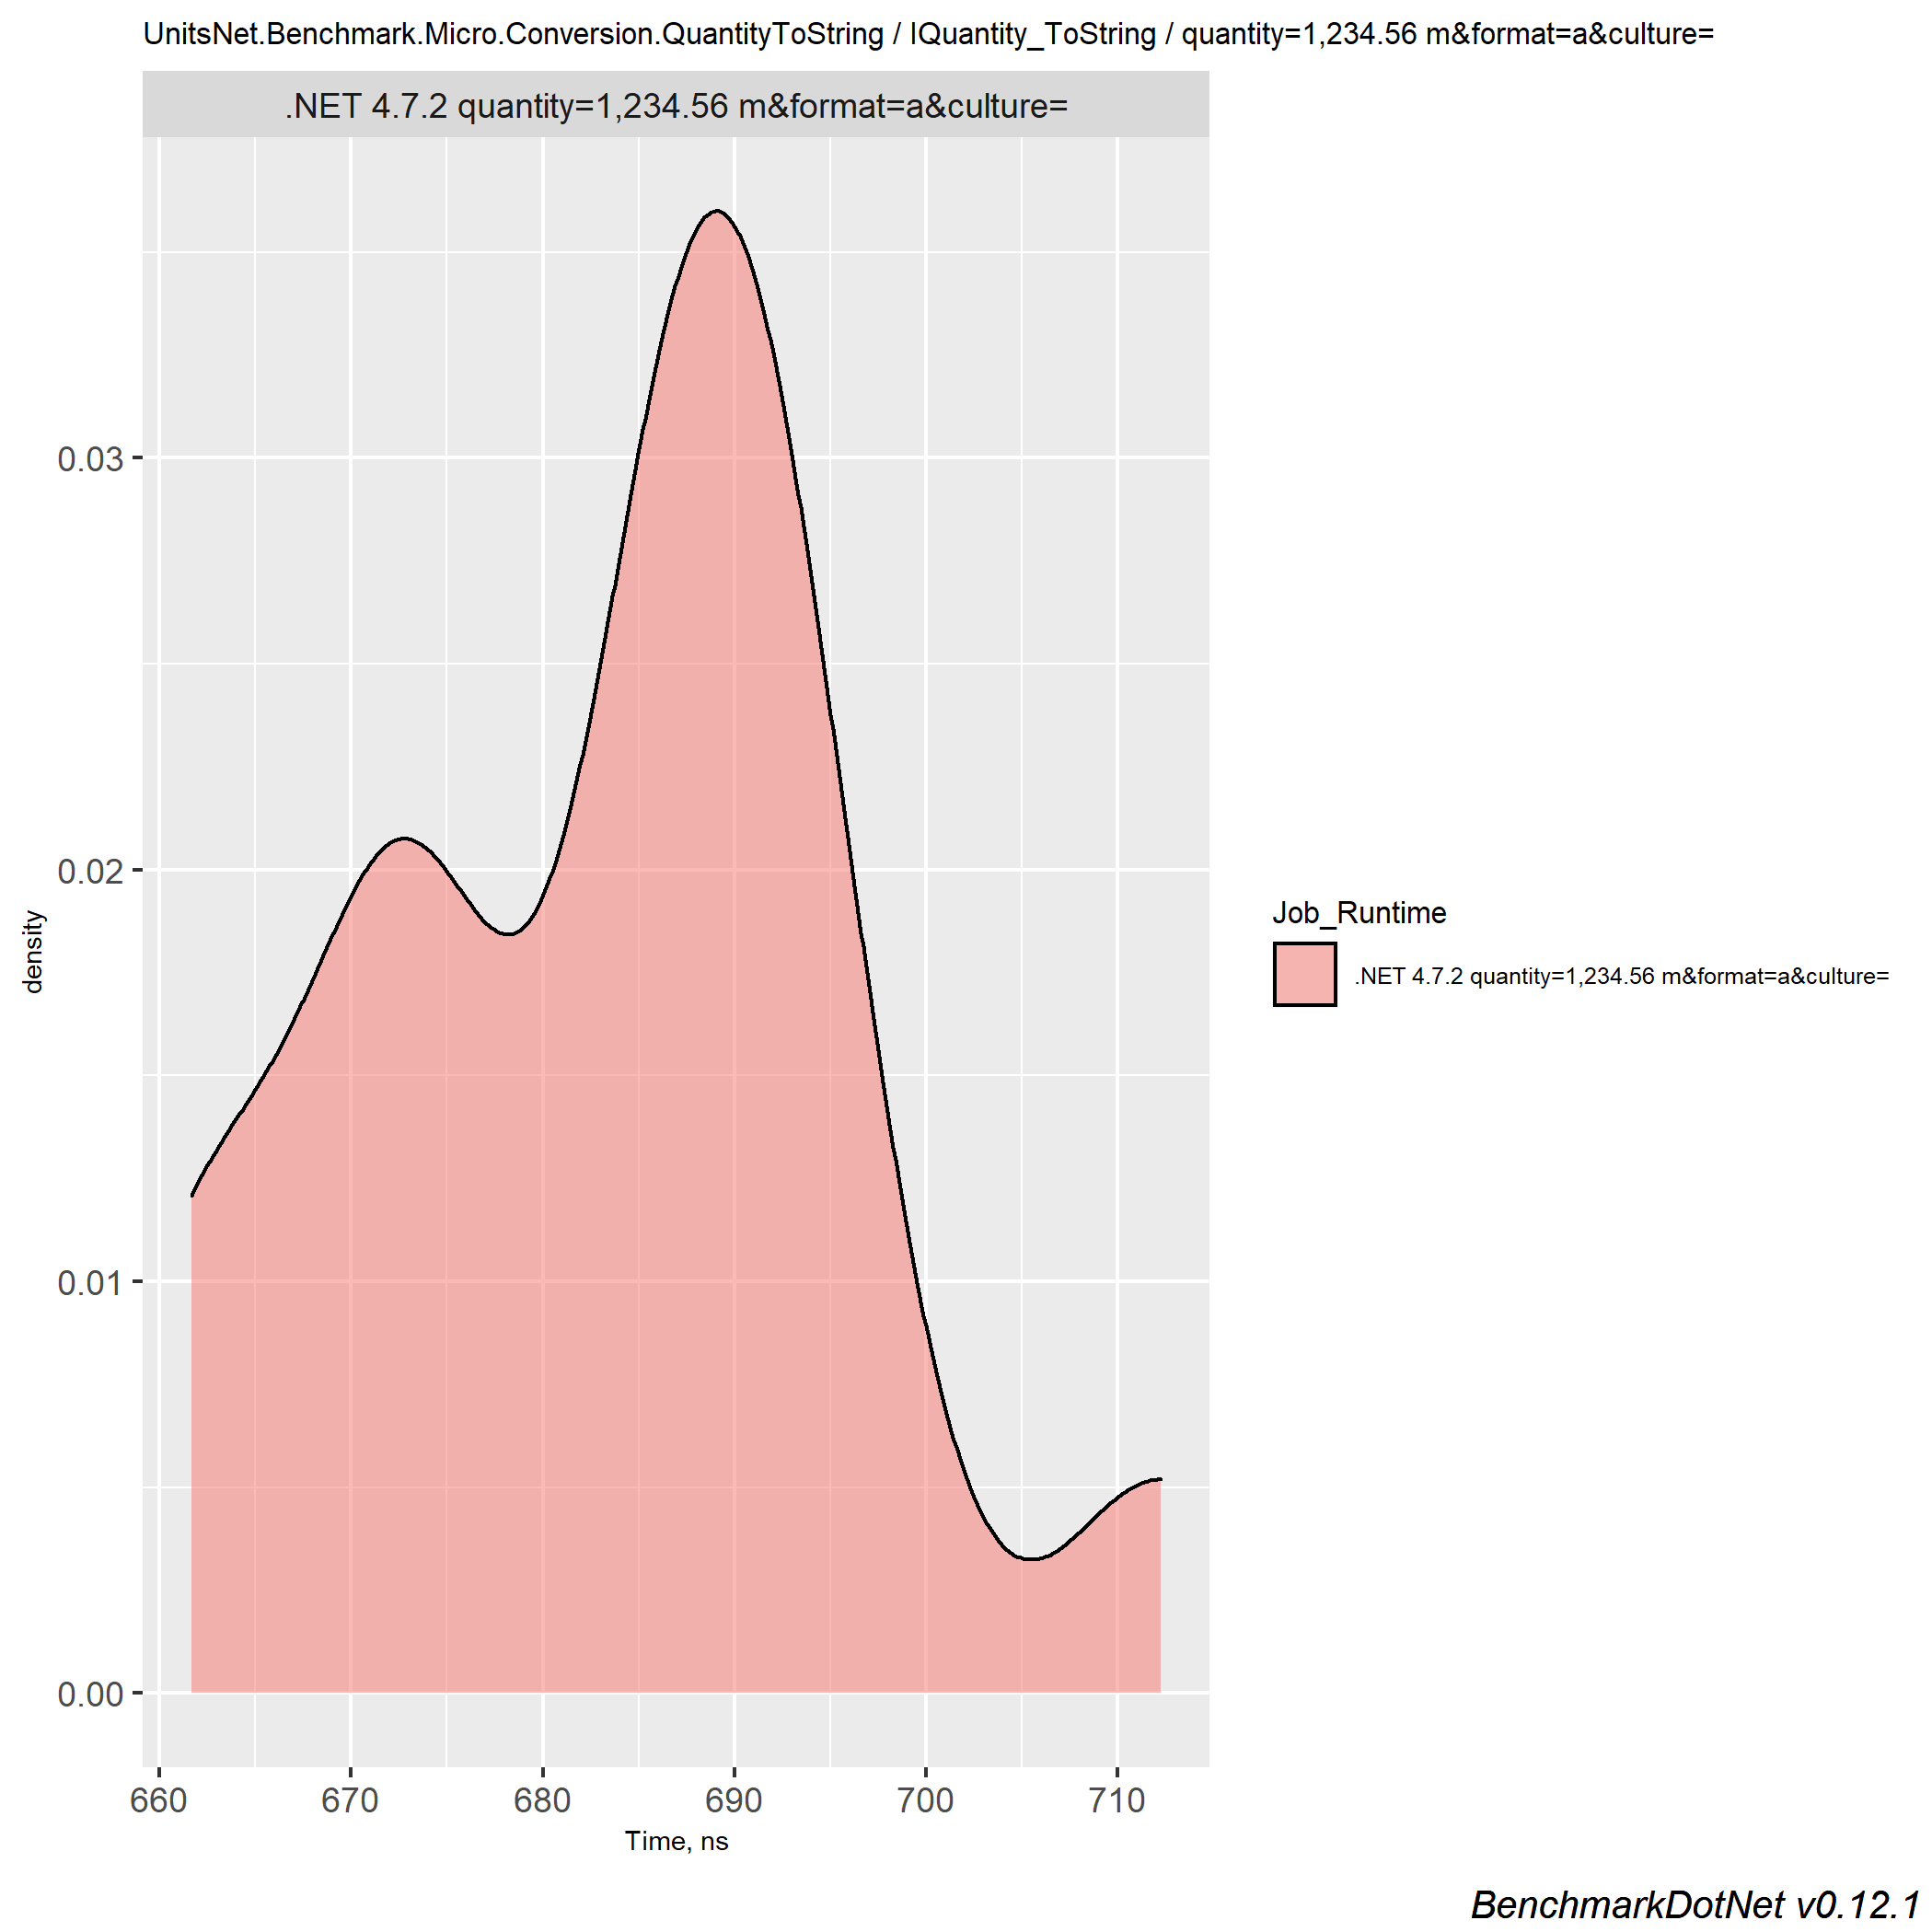 UnitsNet.Benchmark.Micro.Conversion.QuantityToString / IQuantity_ToString / quantity=1,234.56 m&format=a&culture=
.NET 4.7.2 quantity=1,234.56 m&format=a&culture=
0.03
0.02
0.01
0.00
density
660 670 680 690 700 710
Time, ns
Job_Runtime
.NET 4.7.2 quantity=1,234.56 m&format=a&culture=
BenchmarkDotNet v0.12.1